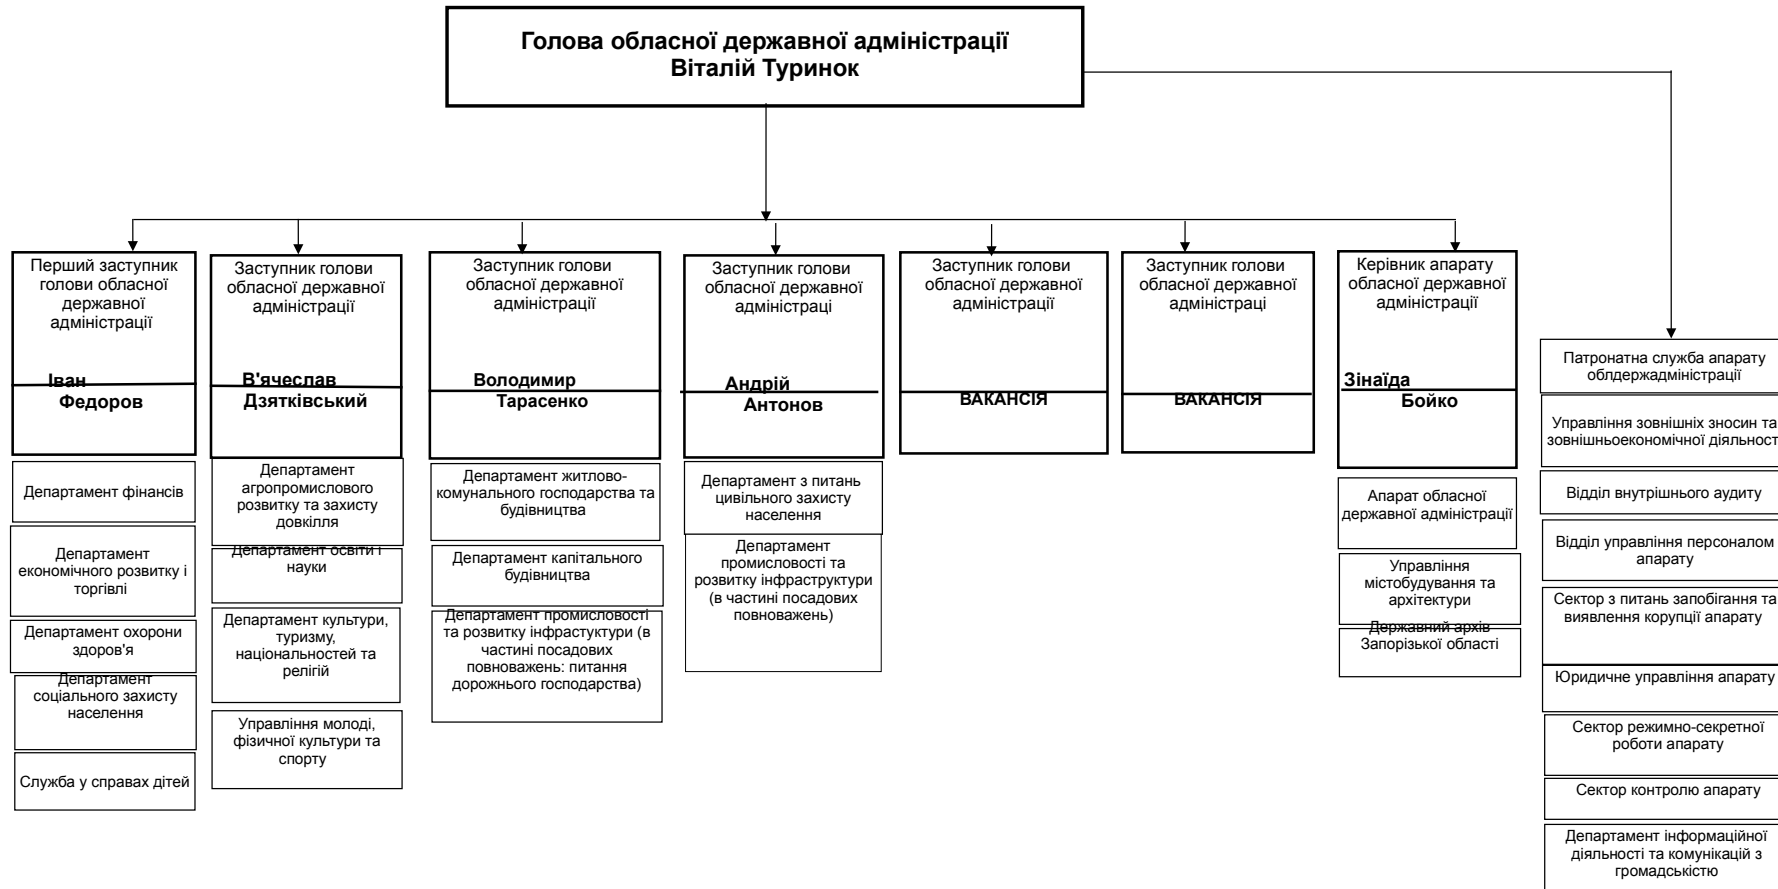 Голова обласної державної адміністрації
Віталій Туринок
Перший заступник
голови обласної
державної
адміністрації
Іван
Федоров
Заступник голови
обласної державної
адміністрації
В'ячеслав
Дзятківський
Заступник голови
обласної державної
адміністрації
Володимир
Тарасенко
Заступник голови
обласної державної
адміністраці
Андрій
Антонов
Заступник голови
обласної державної
адміністрації
ВАКАНСІЯ
Заступник голови
обласної державної
адміністраці
ВАКАНСІЯ
Керівник апарату
обласної державної
адміністрації
Зінаїда
Бойко
Департамент фінансів
Департамент
економічного розвитку і
торгівлі
Департамент охорони
здоров'я
Департамент
соціального захисту
населення
Служба у справах дітей
Департамент
агропромислового
розвитку та захисту
довкілля
Департамент освіти і
науки
Департамент культури,
туризму,
національностей та
релігій
Управління молоді,
фізичної культури та
спорту
Департамент житлово-
комунального господарства та
будівництва
Департамент капітального
будівництва
Департамент промисловості
та розвитку інфрастуктури (в
частині посадових
повноважень: питання
дорожнього господарства)
Департамент з питань
цивільного захисту
населення
Департамент
промисловості та
розвитку інфраструктури
(в частині посадових
повноважень)
Апарат обласної
державної адміністрації
Управління
містобудування та
архітектури
Державний архів
Запорізької області
Патронатна служба апарату
облдержадміністрації
Управління зовнішніх зносин та
зовнішньоекономічної діяльност
Відділ внутрішнього аудиту
Відділ управління персоналом
апарату
Сектор з питань запобігання та
виявлення корупції апарату
Юридичне управління апарату
Сектор режимно-секретної
роботи апарату
Сектор контролю апарату
Департамент інформаційної
діяльності та комунікацій з
громадськістю